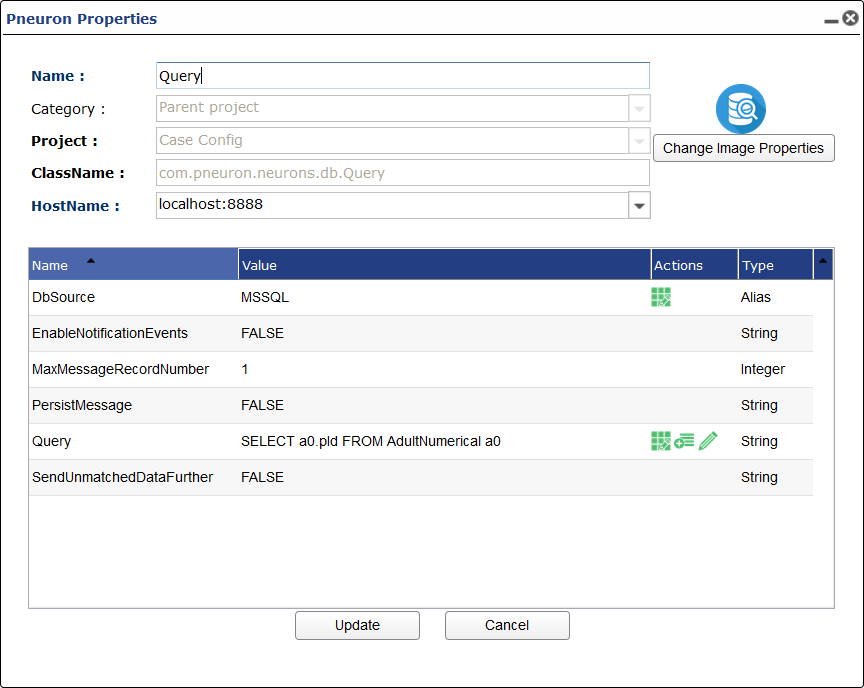 Pneuron Properties
Name : Query
Category : Parent project
Project : Case Config
Change Image Properties
ClassName : com.pneuron.neurons.db.Query
HostName : localhost:8888
Name Value Actions Type
DbSource MSSQL Alias
EnableNotificationEvents FALSE String
MaxMessageRecordNumber 1 Integer
PersistMessage FALSE String
Query SELECT a0.pld FROM AdultNumerical a0 String
SendUnmatchedDataFurther FALSE String
Update Cancel